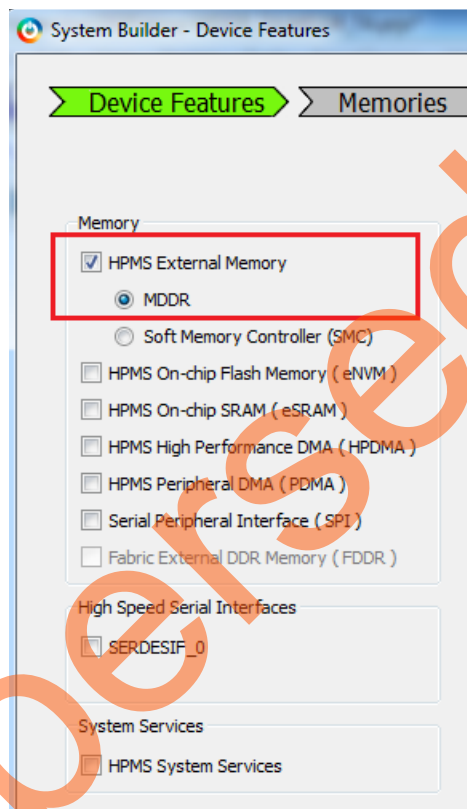 System Builder - Device Features
Device Features Memories
Memory
HPMS External Memory
MDDR
Soft Memory Controller (SMC)
HPMS On-chip Flash Memory ( eNVM )
HPMS On-chip SRAM ( eSRAM )
HPMS High Performance DMA ( HPDMA )
HPMS Peripheral DMA ( PDMA )
Serial Peripheral Interface ( SPI )
Fabric External DDR Memory ( FDDR )
High Speed Serial Interfaces
SERDESIF_0
System Services
HPMS System Services